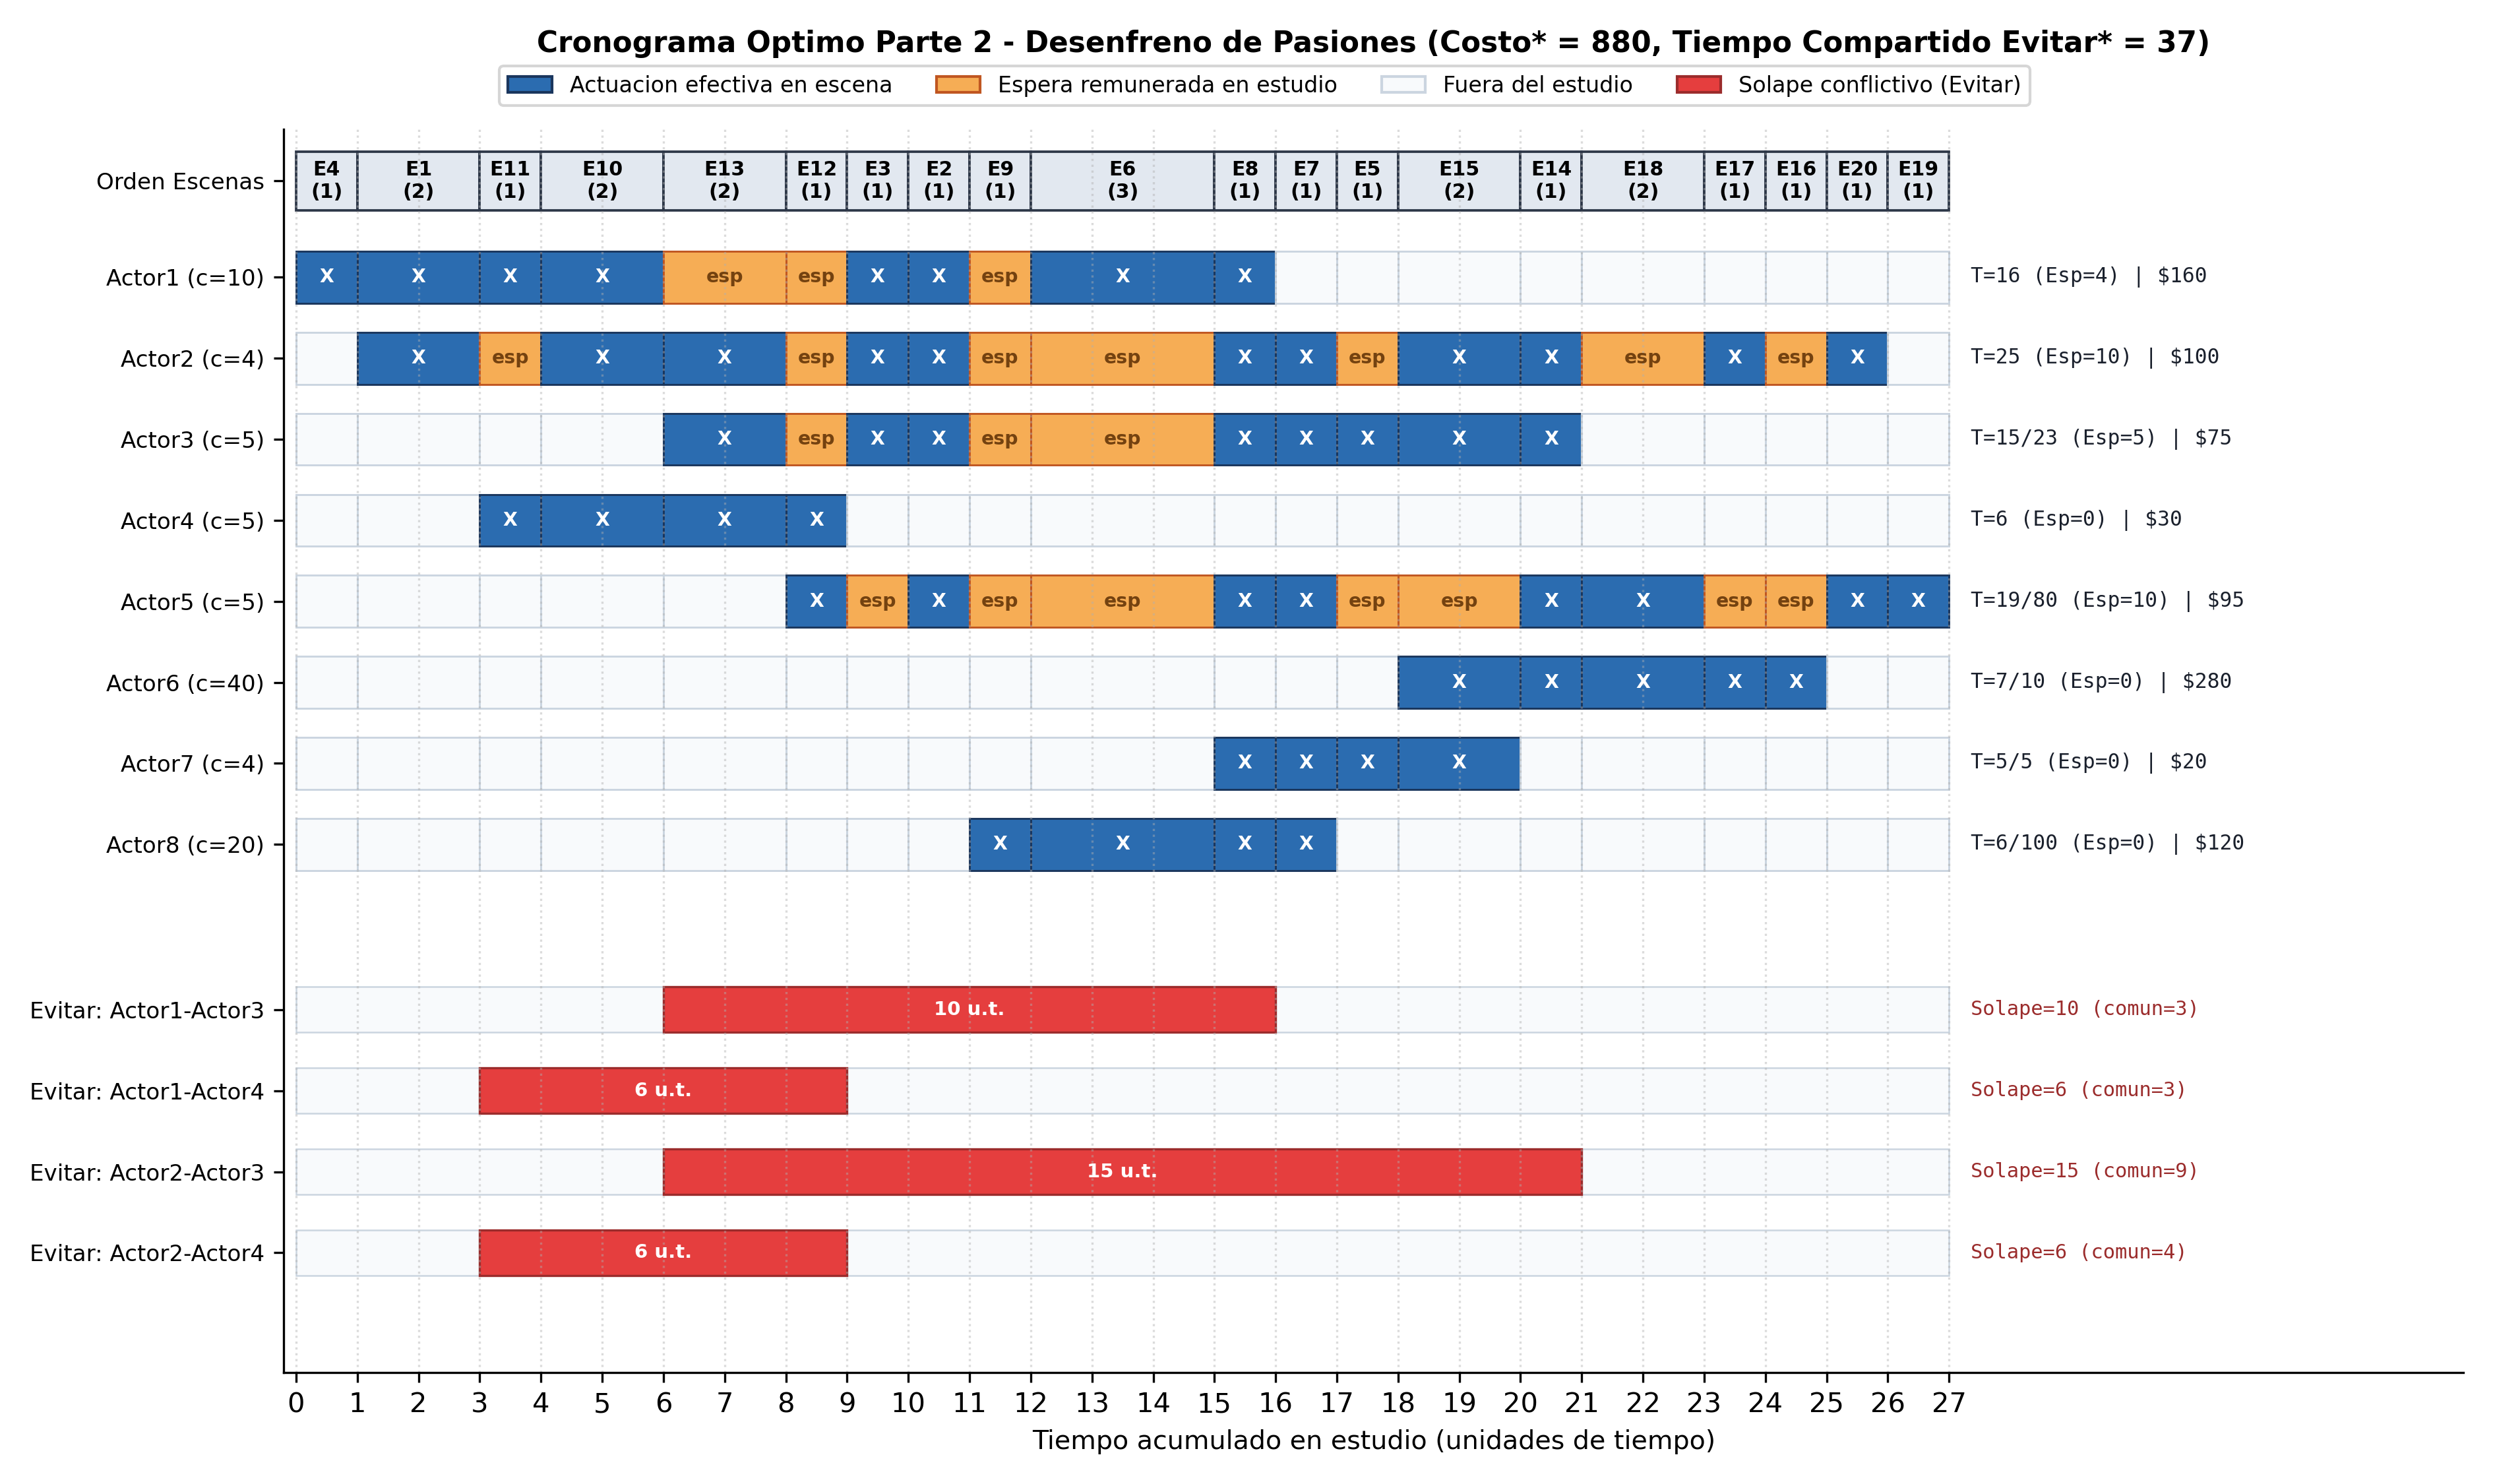 Cronograma Optimo Parte 2 - Desenfreno de Pasiones (Costo* = 880, Tiempo Compartido Evitar* = 37)
Actuacion efectiva en escena Espera remunerada en estudio Fuera del estudio Solape conflictivo (Evitar)
Orden Escenas E4 E1 E11 E10 E13 E12 E3 E2 E9 E6 E8 E7 E5 E15 E14 E18 E17 E16 E20 E19
(1) (2) (1) (2) (2) (1) (1) (1) (1) (3) (1) (1) (1) (2) (1) (2) (1) (1) (1) (1)
Actor1 (c=10) X X X X esp esp X X esp X X T=16 (Esp=4) | $160
Actor2 (c=4) X esp X X esp X X esp esp X X esp X X esp X esp X T=25 (Esp=10) | $100
Actor3 (c=5) X esp X X esp esp X X X X X T=15/23 (Esp=5) | $75
Actor4 (c=5) X X X X T=6 (Esp=0) | $30
Actor5 (c=5) X esp X esp esp X X esp esp X X esp esp X X T=19/80 (Esp=10) | $95
Actor6 (c=40) X X X X X T=7/10 (Esp=0) | $280
Actor7 (c=4) X X X X T=5/5 (Esp=0) | $20
Actor8 (c=20) X X X X T=6/100 (Esp=0) | $120
Evitar: Actor1-Actor3 10 u.t. Solape=10 (comun=3)
Evitar: Actor1-Actor4 6 u.t. Solape=6 (comun=3)
Evitar: Actor2-Actor3 15 u.t. Solape=15 (comun=9)
Evitar: Actor2-Actor4 6 u.t. Solape=6 (comun=4)
0 1 2 3 4 5 6 7 8 9 10 11 12 13 14 15 16 17 18 19 20 21 22 23 24 25 26 27
Tiempo acumulado en estudio (unidades de tiempo)